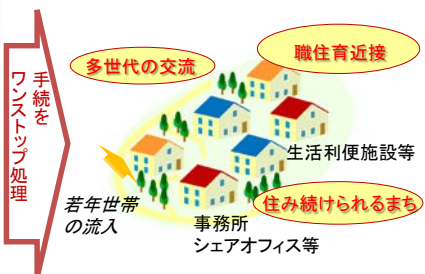 手続を
ワンストップ処理
多世代の交流
職住育近接
生活利便施設等
住み続けられるまち
若年世帯
の流入
事務所
シェアオフィス等